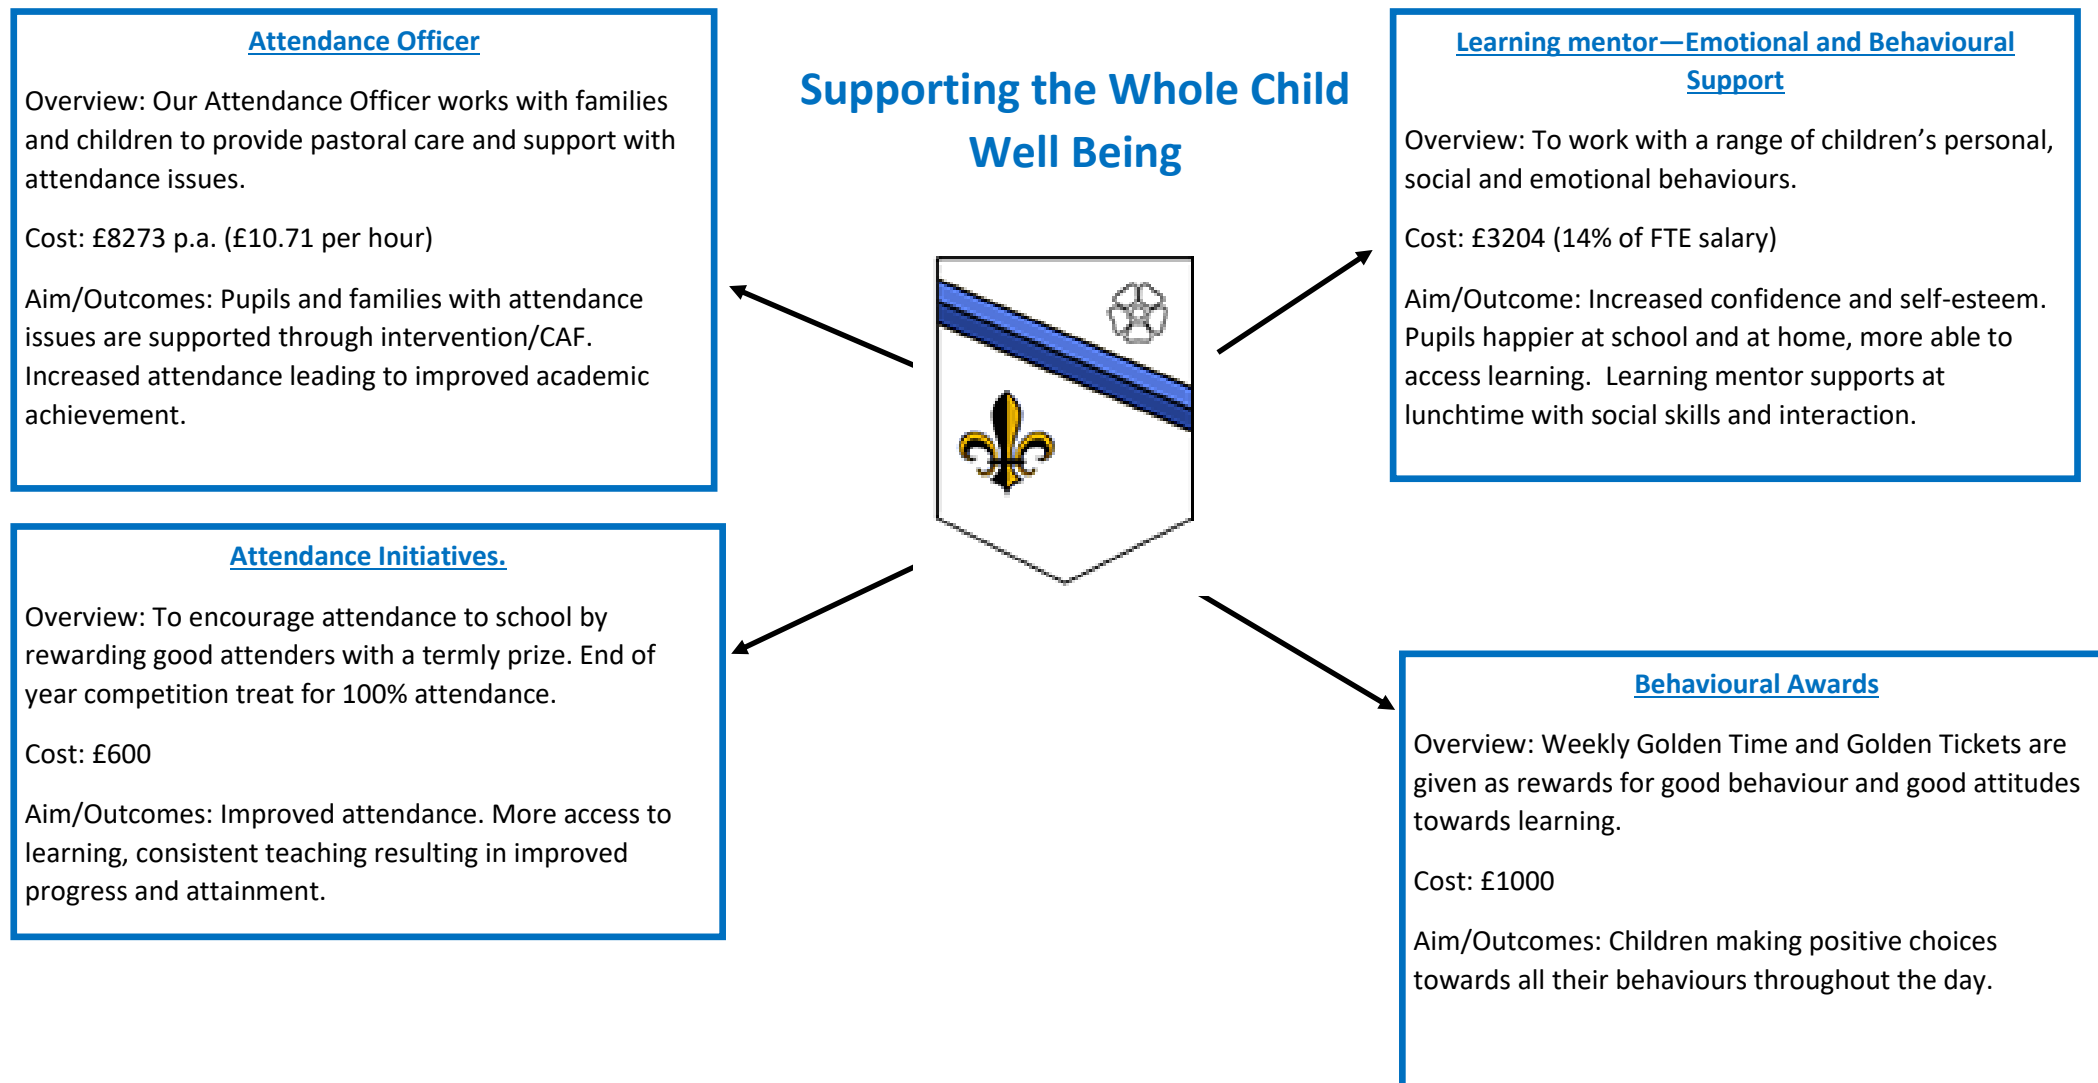 Attendance Officer
Overview: Our Attendance Officer works with families
and children to provide pastoral care and support with
attendance issues.
Cost: £8273 p.a. (£10.71 per hour)
Aim/Outcomes: Pupils and families with attendance
issues are supported through intervention/CAF.
Increased attendance leading to improved academic
achievement.
Supporting the Whole Child
Well Being
Learning mentor—Emotional and Behavioural
Support
Overview: To work with a range of children’s personal,
social and emotional behaviours.
Cost: £3204 (14% of FTE salary)
Aim/Outcome: Increased confidence and self-esteem.
Pupils happier at school and at home, more able to
access learning.  Learning mentor supports at
lunchtime with social skills and interaction.
Attendance Initiatives.
Overview: To encourage attendance to school by
rewarding good attenders with a termly prize. End of
year competition treat for 100% attendance.
Cost: £600
Aim/Outcomes: Improved attendance. More access to
learning, consistent teaching resulting in improved
progress and attainment.
Behavioural Awards
Overview: Weekly Golden Time and Golden Tickets are
given as rewards for good behaviour and good attitudes
towards learning.
Cost: £1000
Aim/Outcomes: Children making positive choices
towards all their behaviours throughout the day.